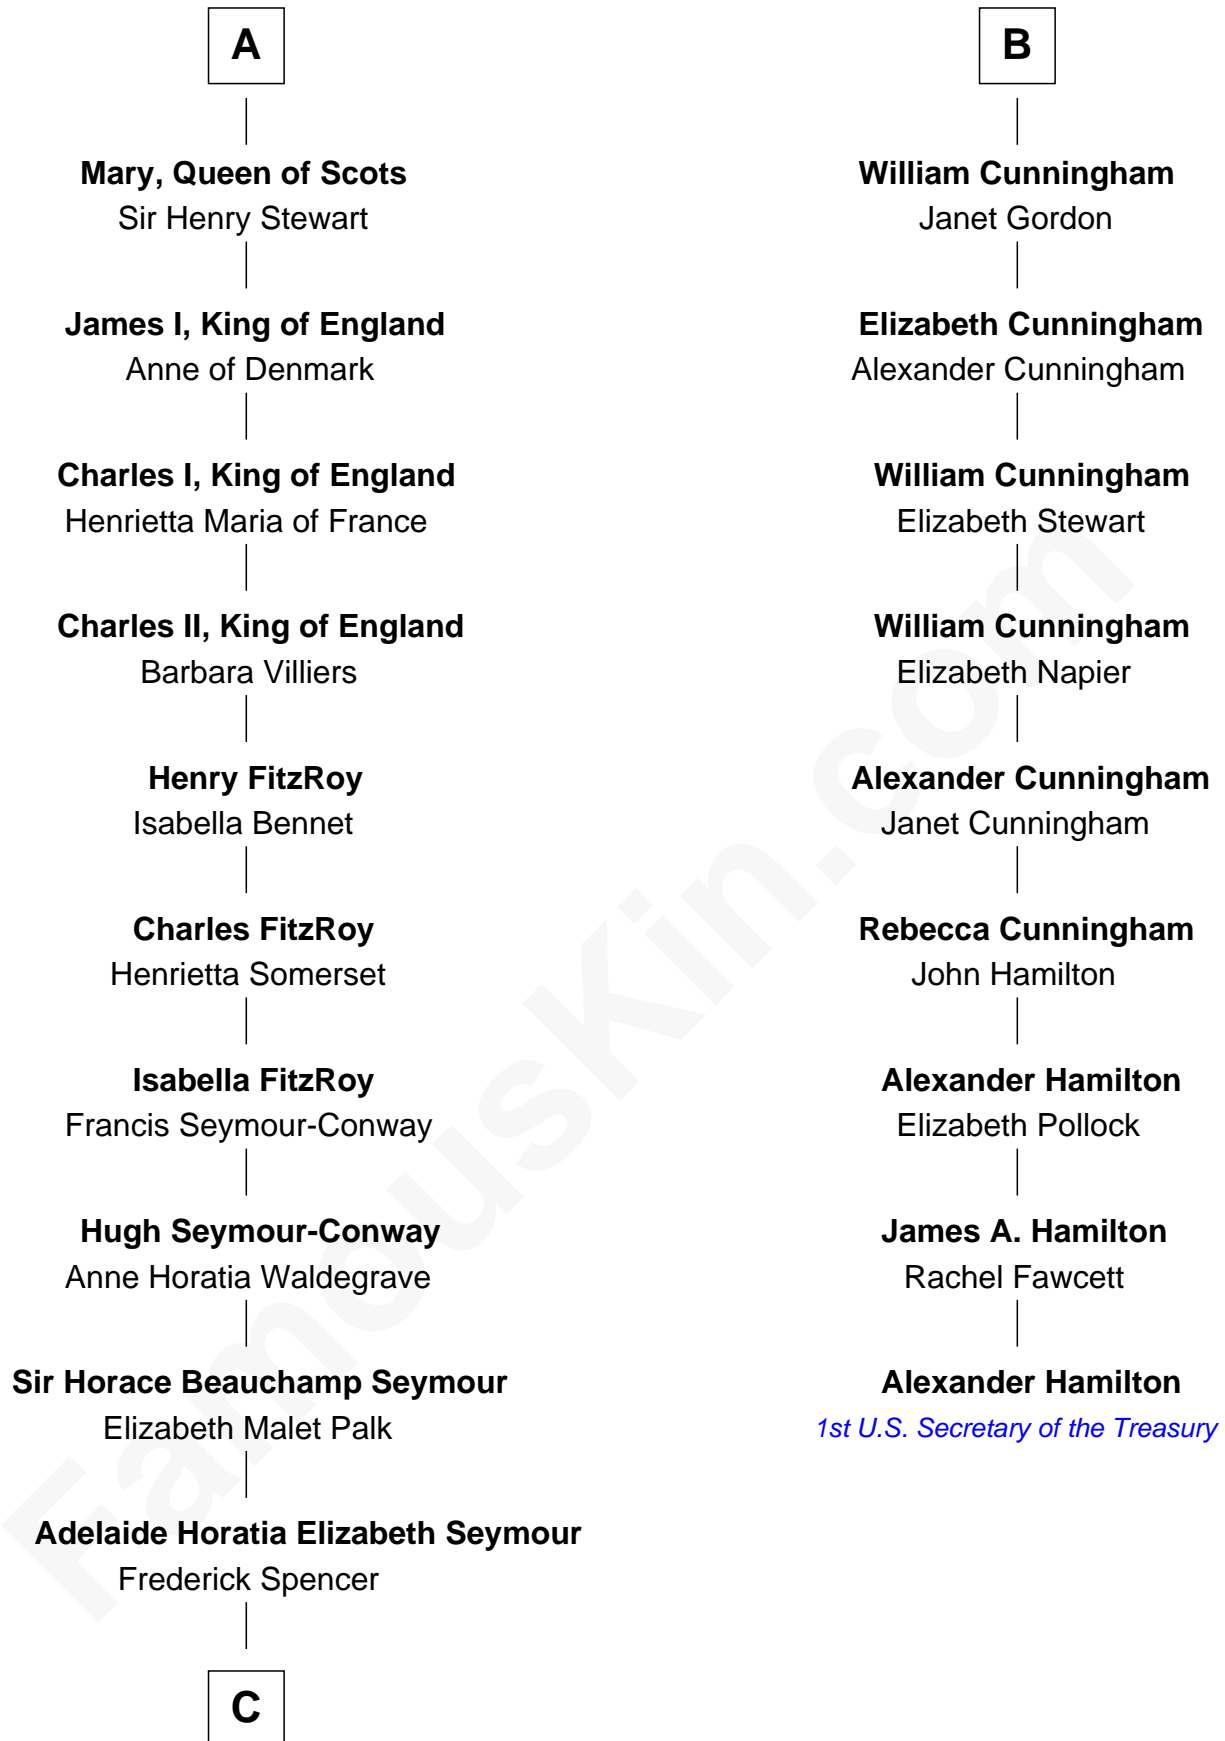 A
Mary, Queen of Scots
Sir Henry Stewart
James I, King of England
Anne of Denmark
Charles I, King of England
Henrietta Maria of France
Charles II, King of England
Barbara Villiers
Henry FitzRoy
Isabella Bennet
Charles FitzRoy
Henrietta Somerset
Isabella FitzRoy
Francis Seymour-Conway
Hugh Seymour-Conway
Anne Horatia Waldegrave
Sir Horace Beauchamp Seymour
Elizabeth Malet Palk
Adelaide Horatia Elizabeth Seymour
Frederick Spencer
C
B
William Cunningham
Janet Gordon
Elizabeth Cunningham
Alexander Cunningham
William Cunningham
Elizabeth Stewart
William Cunningham
Elizabeth Napier
Alexander Cunningham
Janet Cunningham
Rebecca Cunningham
John Hamilton
Alexander Hamilton
Elizabeth Pollock
James A. Hamilton
Rachel Fawcett
Alexander Hamilton
1st U.S. Secretary of the Treasury
FamousKin.com